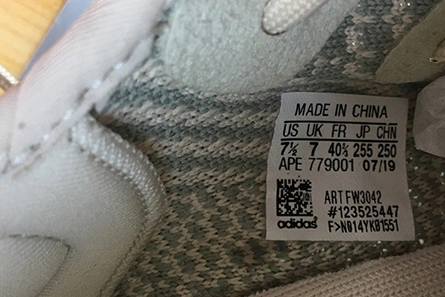 MADE IN CHINA
US UK FR JP CHN
7½ 7 40⅔ 255 250
APE 779001 07/19
ART FW3042
#123525447
adidas F>N014YK01551